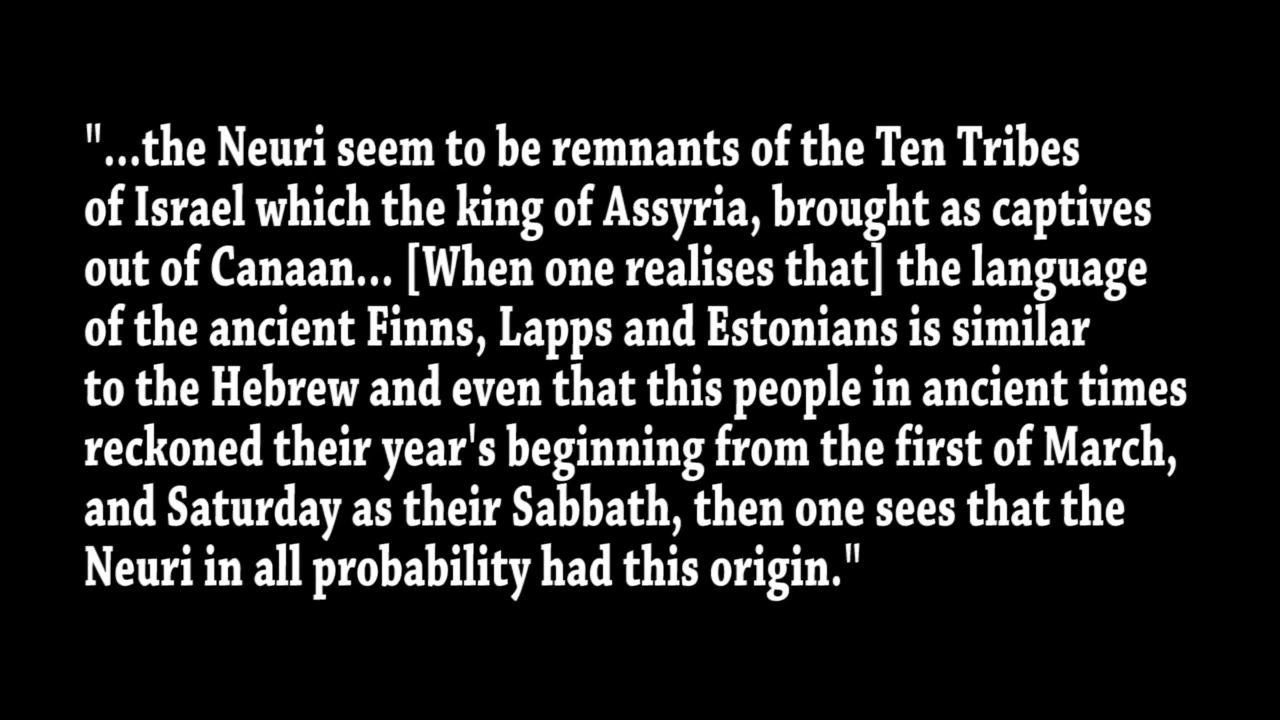 "...the Neuri seem to be remnants of the Ten Tribes
of Israel which the king of Assyria, brought as captives
out of Canaan... [When one realises that] the language
of the ancient Finns, Lapps and Estonians is similar
to the Hebrew and even that this people in ancient times
reckoned their year's beginning from the first of March,
and Saturday as their Sabbath, then one sees that the
Neuri in all probability had this origin."